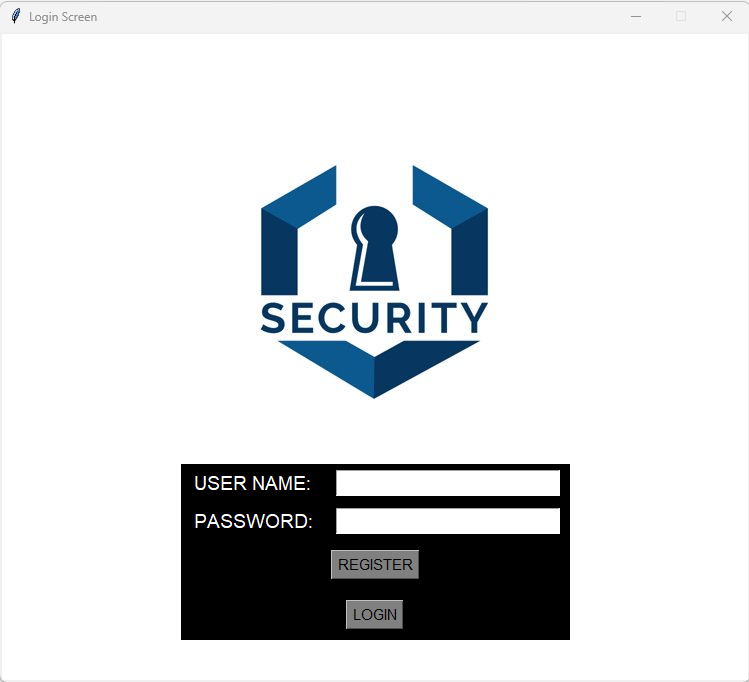 Login Screen
SECURITY
USER NAME:
PASSWORD:
REGISTER
LOGIN